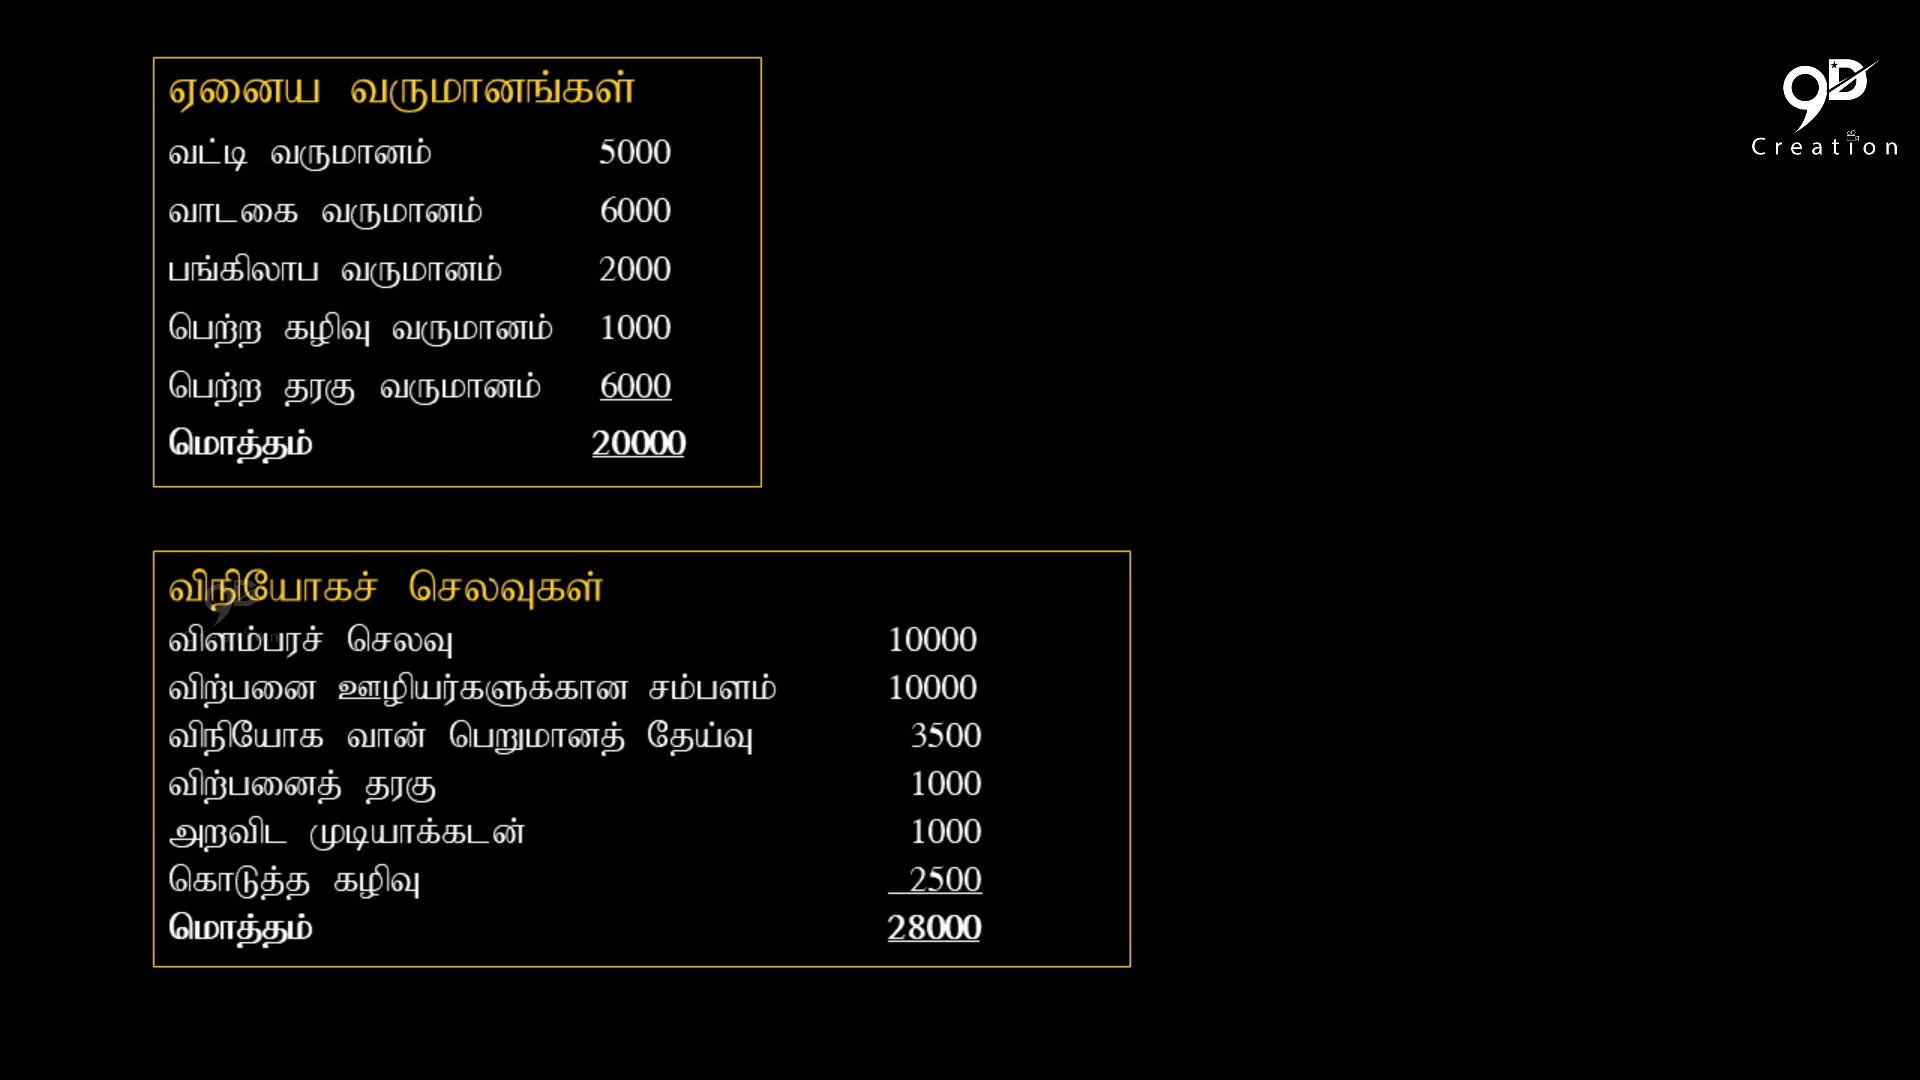 9D
Creation
ஏனைய வருமானங்கள்
வட்டி வருமானம் 5000
வாடகை வருமானம் 6000
பங்கிலாப வருமானம் 2000
பெற்ற கழிவு வருமானம் 1000
பெற்ற தரகு வருமானம் 6000
மொத்தம் 20000
விநியோகச் செலவுகள்
விளம்பரச் செலவு 10000
விற்பனை ஊழியர்களுக்கான சம்பளம் 10000
விநியோக வான் பெறுமானத் தேய்வு 3500
விற்பனைத் தரகு 1000
அறவிட முடியாக்கடன் 1000
கொடுத்த கழிவு 2500
மொத்தம் 28000